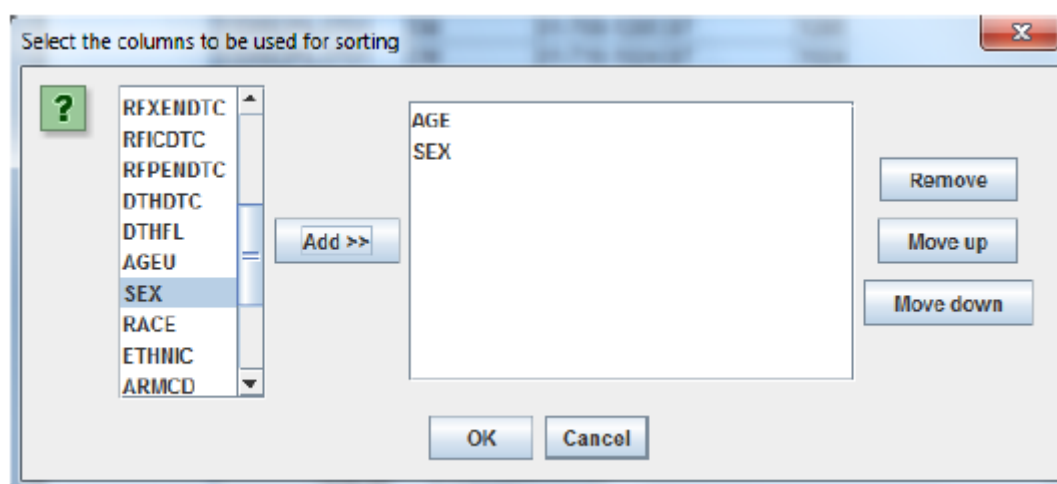 Select the columns to be used for sorting
?
RFXENDTC
RFICDTC
RFPENDTC
DTHDTC
DTHFL
AGEU
SEX
RACE
ETHNIC
ARMCD
Add >>
AGE
SEX
Remove
Move up
Move down
OK
Cancel